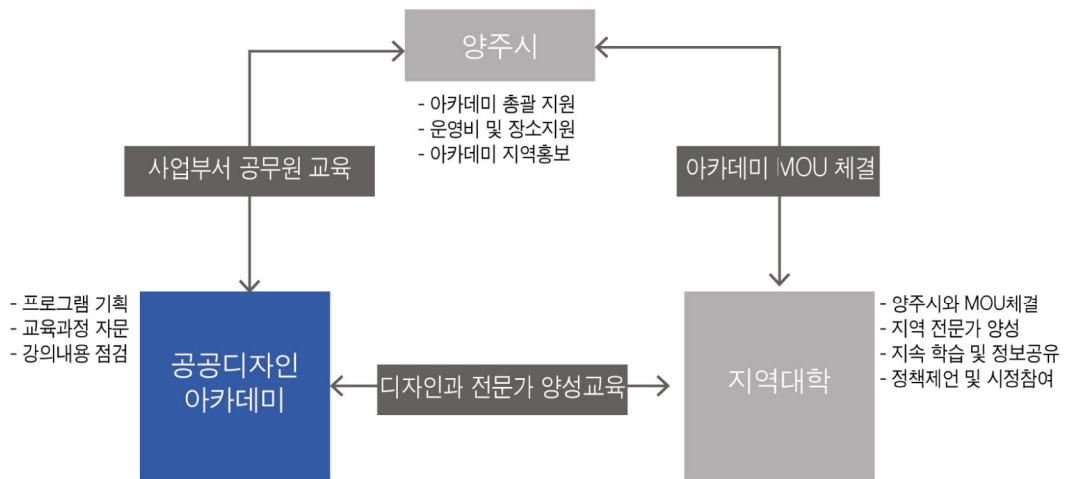 양주시
- 아카데미 총괄 지원
- 운영비 및 장소지원
- 아카데미 지역홍보
사업부서 공무원 교육
아카데미 MOU 체결
- 프로그램 기획
- 교육과정 자문
- 강의내용 점검
공공디자인
아카데미
디자인과 전문가 양성교육
지역대학
- 양주시와 MOU체결
- 지역 전문가 양성
- 지속 학습 및 정보공유
- 정책제언 및 시정참여